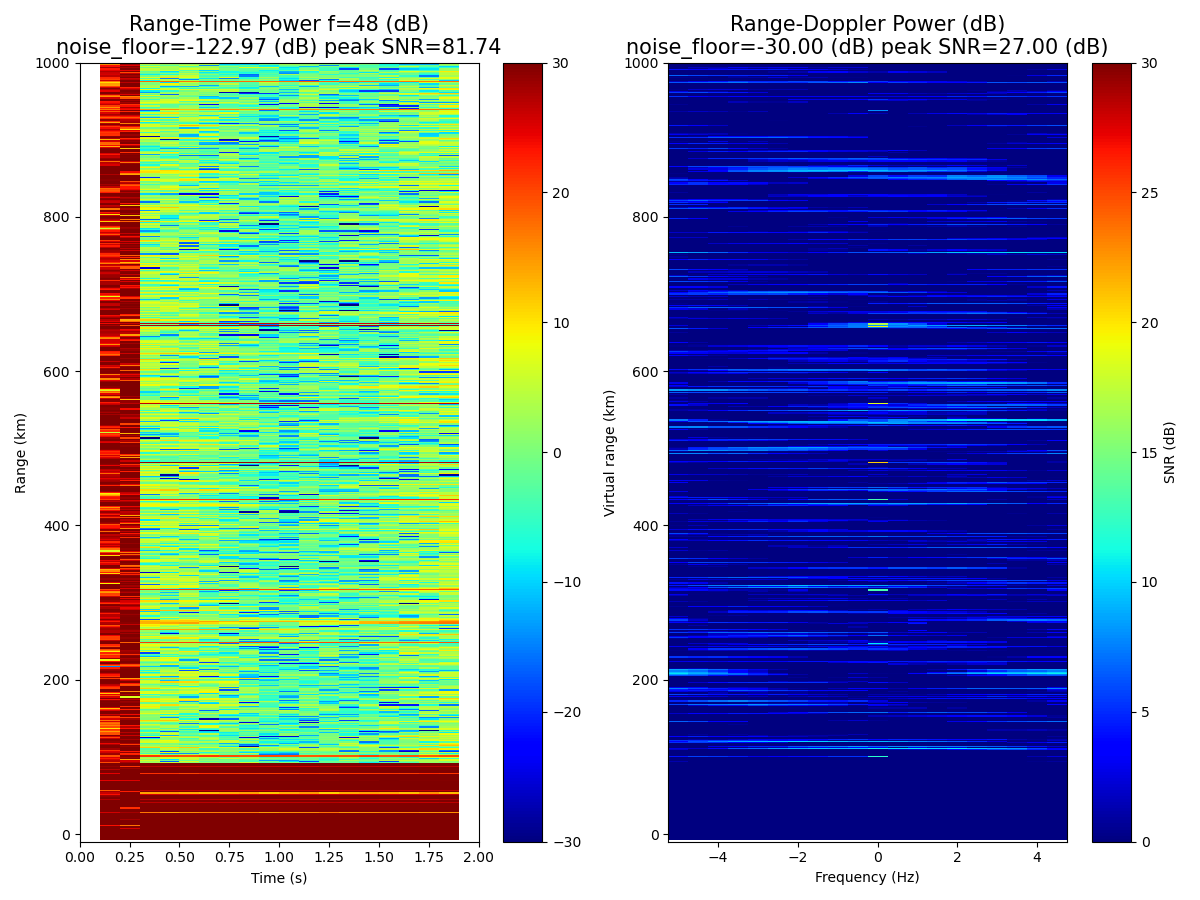 Range-Time Power f=48 (dB)
noise_floor=-122.97 (dB) peak SNR=81.74
Range (km)
1000
800
600
400
200
0
0.00 0.25 0.50 0.75 1.00 1.25 1.50 1.75 2.00
Time (s)
30
20
10
0
−10
−20
−30
Range-Doppler Power (dB)
noise_floor=-30.00 (dB) peak SNR=27.00 (dB)
Virtual range (km)
1000
800
600
400
200
0
−4 −2 0 2 4
Frequency (Hz)
30
25
20
15
10
5
0
SNR (dB)